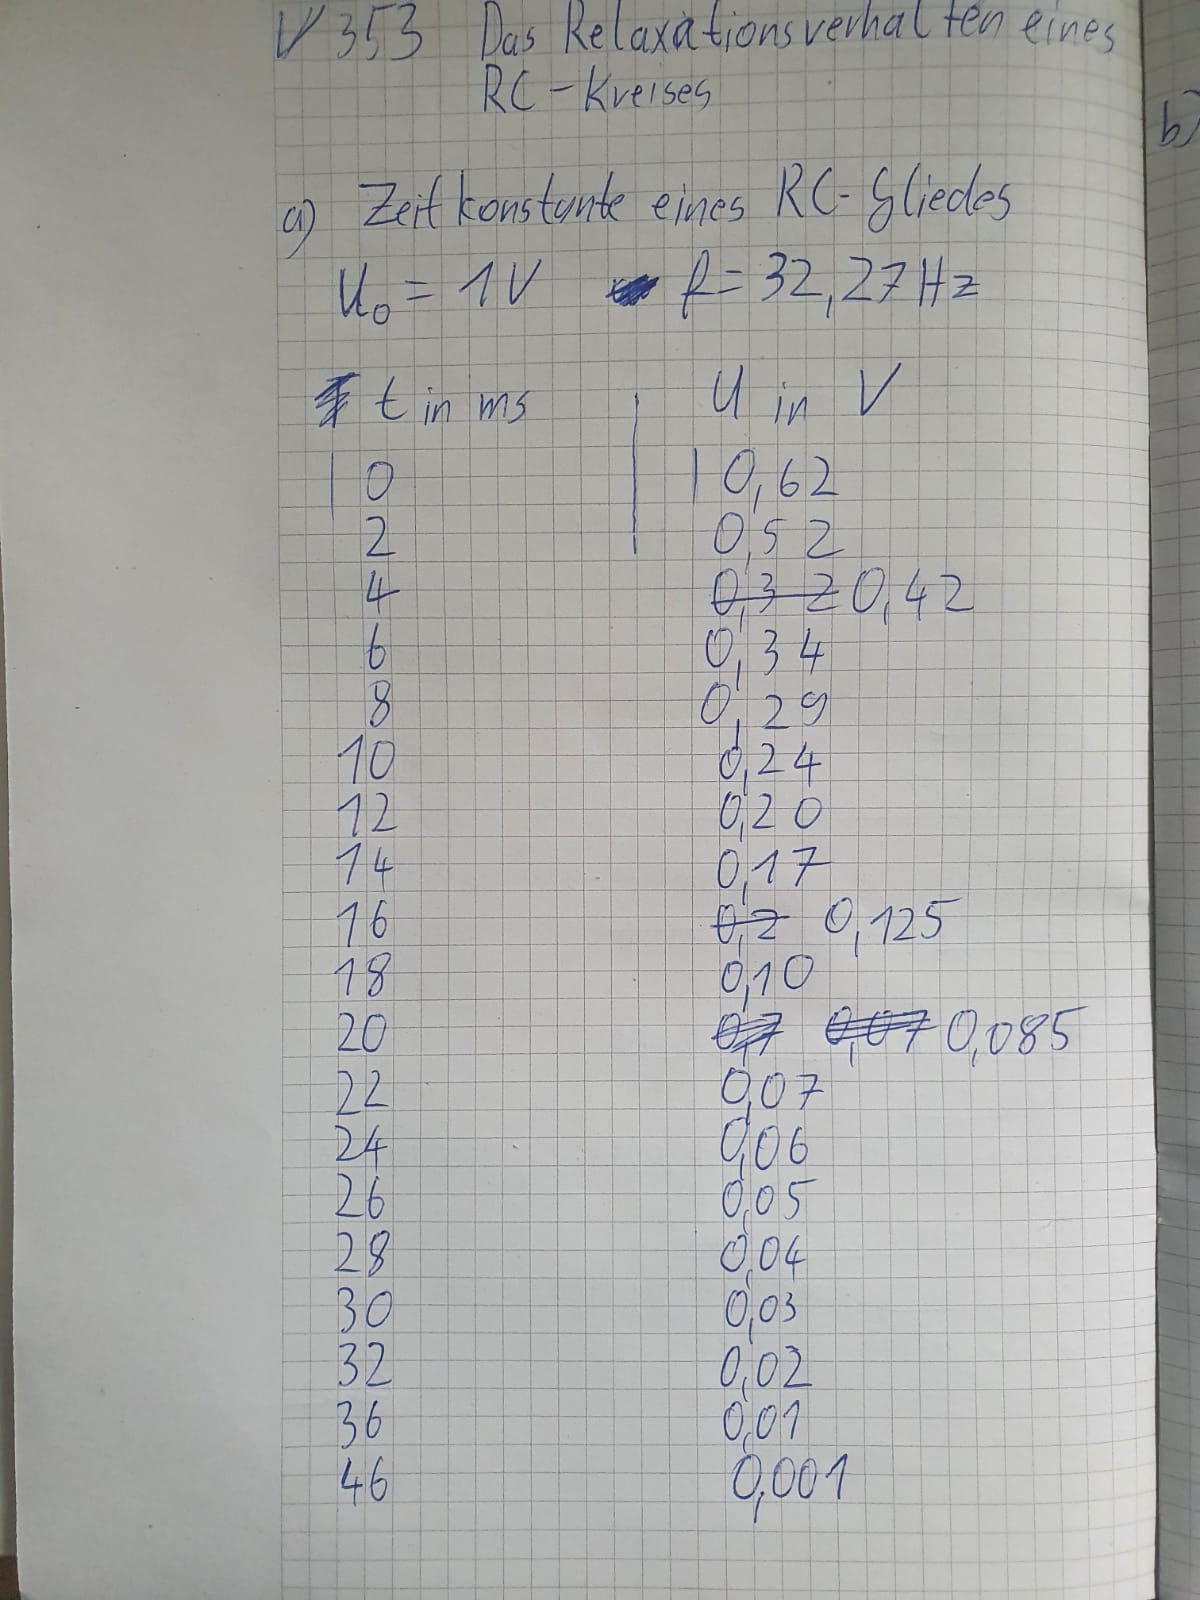 V 353 Das Relaxationsverhalten eines
RC-Kreises
b)
a) Zeitkonstante eines RC-Gliedes
U₀ = 1V f = 32,27 Hz
t in ms U in V
0 0,62
2 0,52
4 0,32 0,42
6 0,34
8 0,29
10 0,24
12 0,20
14 0,17
16 0,2 0,125
18 0,10
20 0,7 0,07 0,085
22 0,07
24 0,06
26 0,05
28 0,04
30 0,03
32 0,02
36 0,01
46 0,001